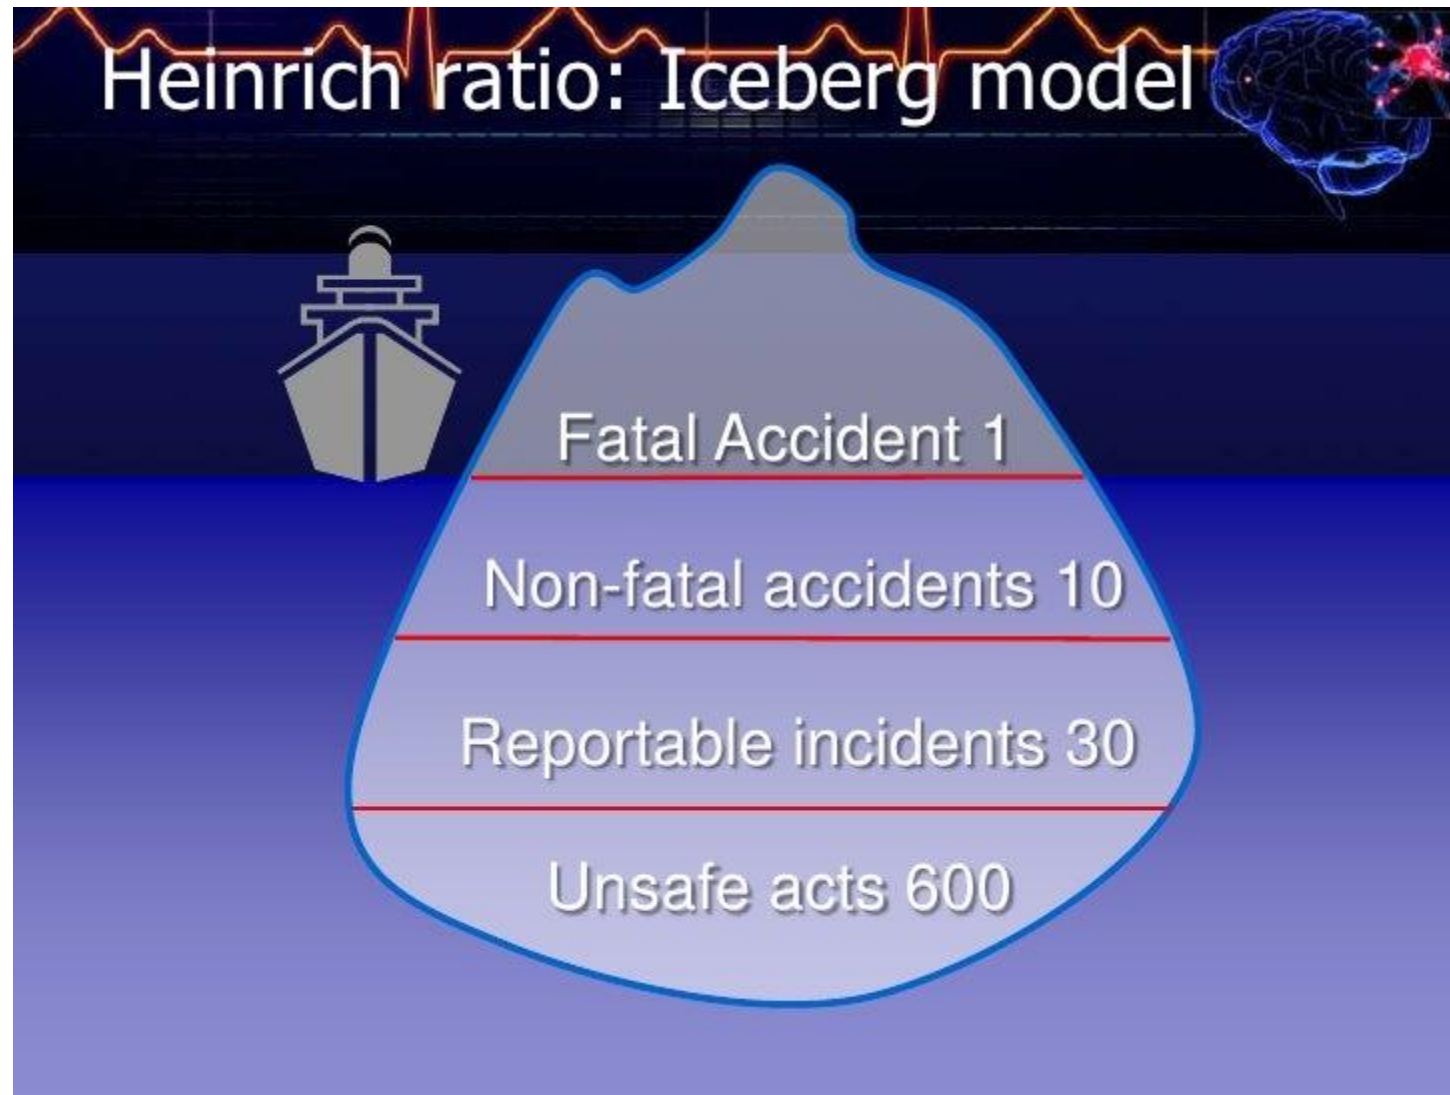 Heinrich ratio: Iceberg model
Fatal Accident 1
Non-fatal accidents 10
Reportable incidents 30
Unsafe acts 600